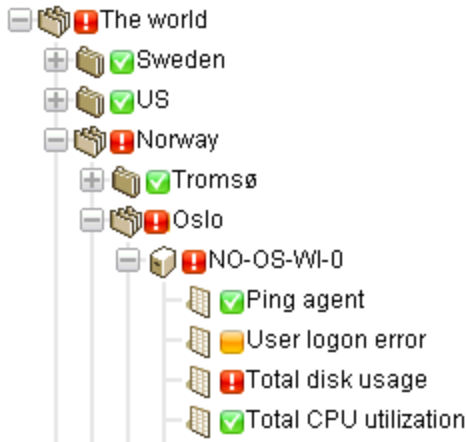 The world
Sweden
US
Norway
Tromsø
Oslo
NO-OS-WI-0
Ping agent
User logon error
Total disk usage
Total CPU utilization